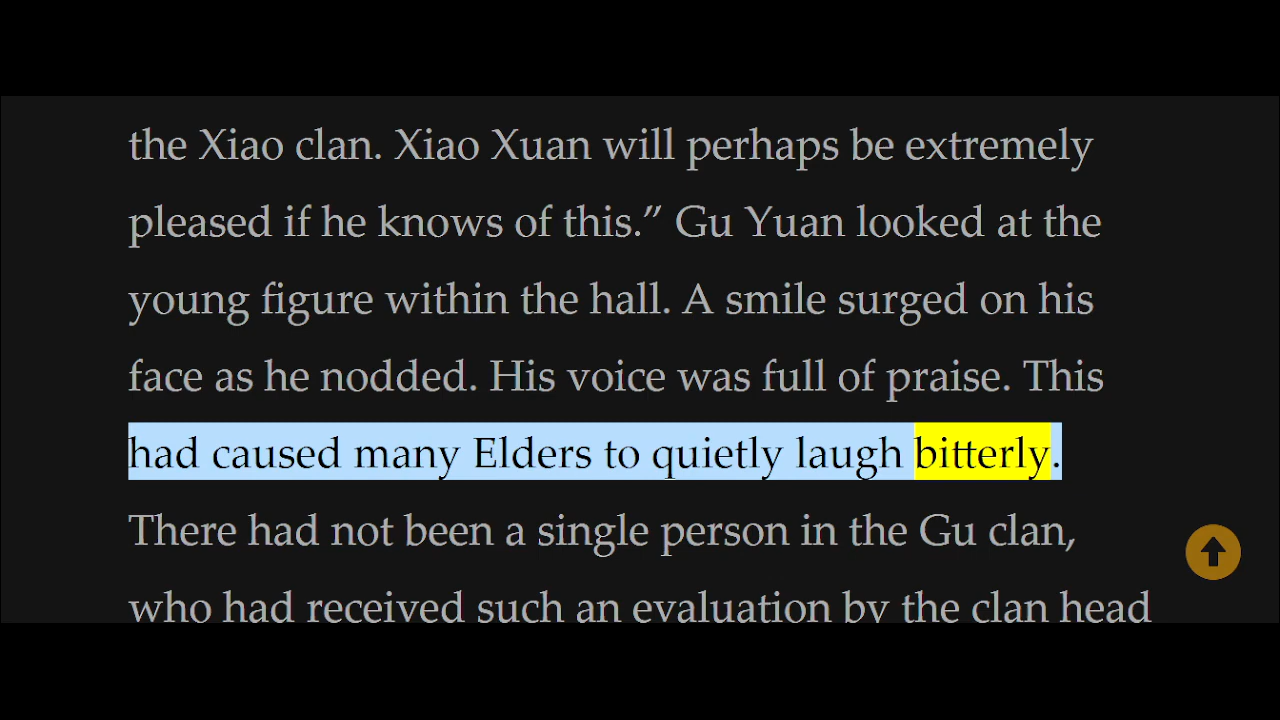 the Xiao clan. Xiao Xuan will perhaps be extremely
pleased if he knows of this.” Gu Yuan looked at the
young figure within the hall. A smile surged on his
face as he nodded. His voice was full of praise. This
had caused many Elders to quietly laugh bitterly.
There had not been a single person in the Gu clan,
who had received such an evaluation by the clan head